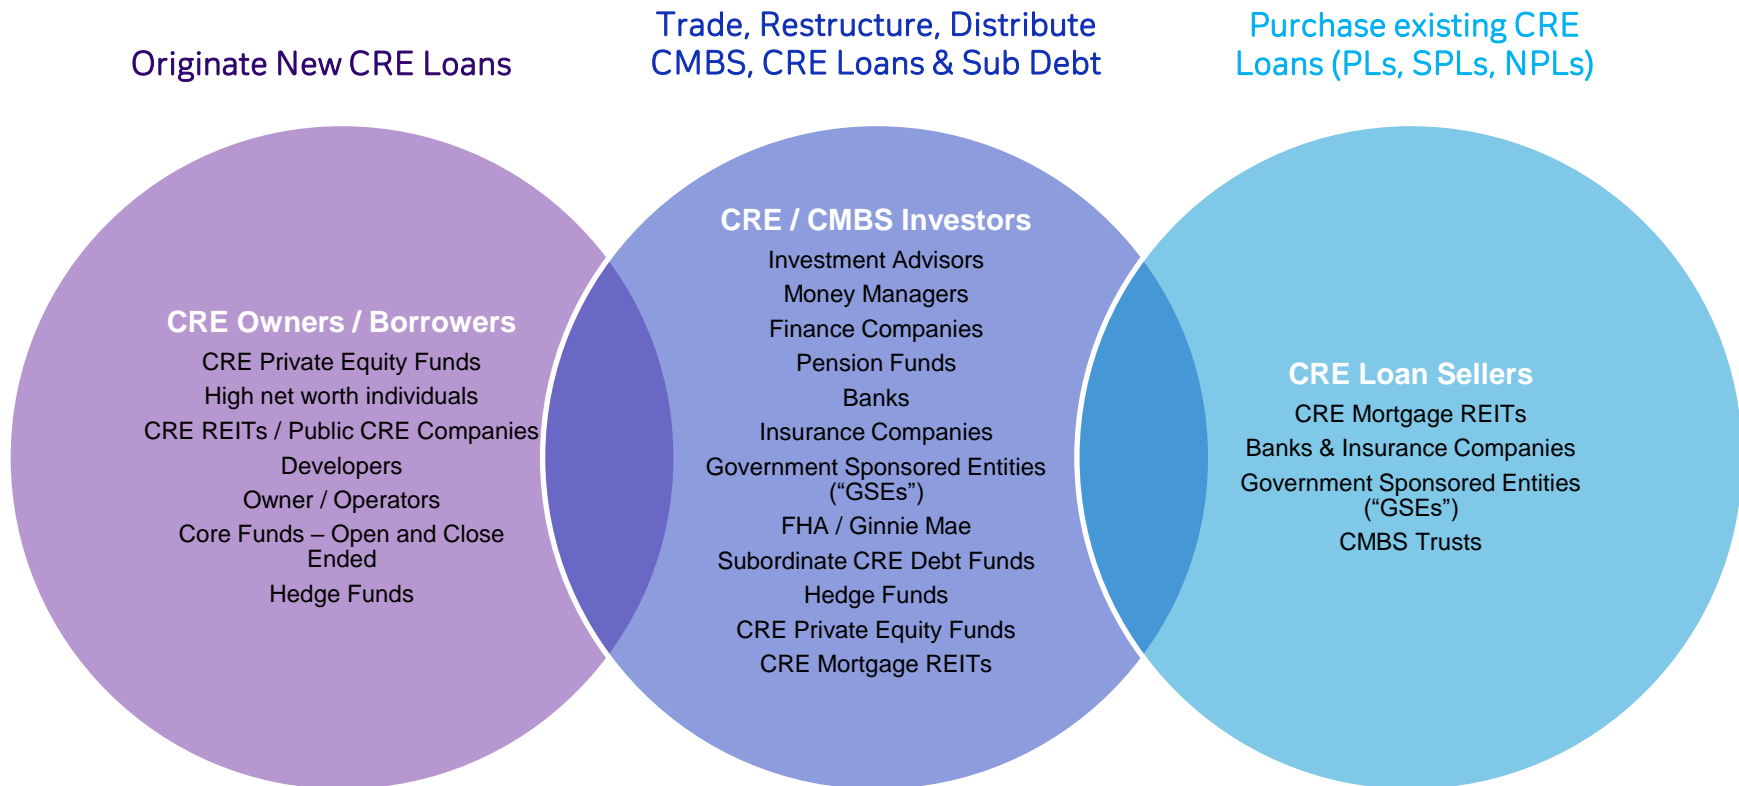 Originate New CRE Loans
Trade, Restructure, Distribute
CMBS, CRE Loans & Sub Debt
Purchase existing CRE
Loans (PLs, SPLs, NPLs)
CRE Owners / Borrowers
CRE Private Equity Funds
High net worth individuals
CRE REITs / Public CRE Companies
Developers
Owner / Operators
Core Funds – Open and Close
Ended
Hedge Funds
CRE / CMBS Investors
Investment Advisors
Money Managers
Finance Companies
Pension Funds
Banks
Insurance Companies
Government Sponsored Entities
(“GSEs”)
FHA / Ginnie Mae
Subordinate CRE Debt Funds
Hedge Funds
CRE Private Equity Funds
CRE Mortgage REITs
CRE Loan Sellers
CRE Mortgage REITs
Banks & Insurance Companies
Government Sponsored Entities
(“GSEs”)
CMBS Trusts